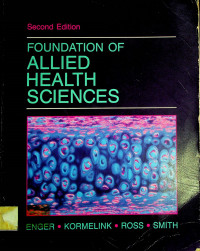 Second Edition
FOUNDATION OF
ALLIED
HEALTH
SCIENCES
ENGER • KORMELINK • ROSS • SMITH